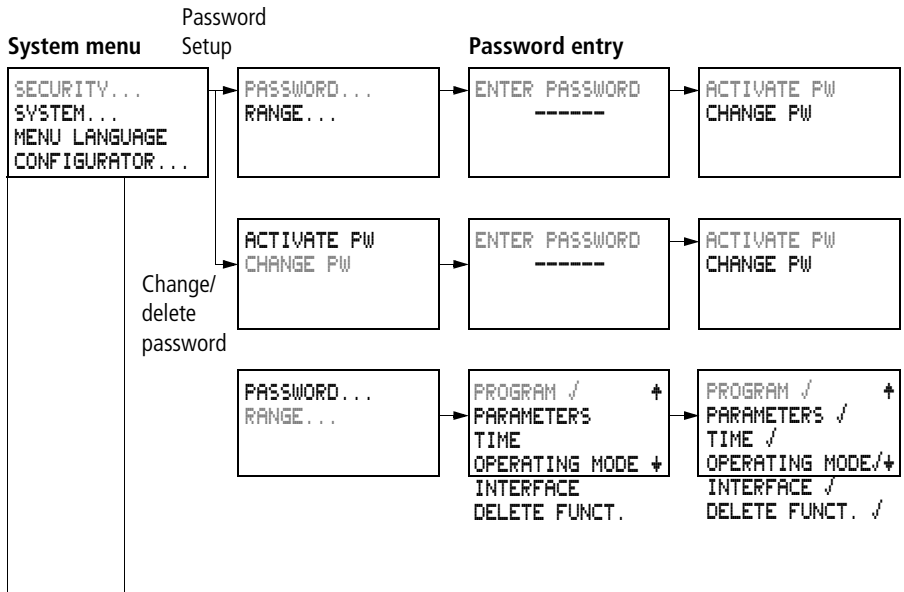 Password
Setup
System menu
Password entry
SECURITY...
SYSTEM...
MENU LANGUAGE
CONFIGURATOR...
PASSWORD...
RANGE...
ENTER PASSWORD
------
ACTIVATE PW
CHANGE PW
ACTIVATE PW
CHANGE PW
ENTER PASSWORD
------
ACTIVATE PW
CHANGE PW
Change/
delete
password
PASSWORD...
RANGE...
PROGRAM √
PARAMETERS
TIME
OPERATING MODE
INTERFACE
DELETE FUNCT.
PROGRAM √
PARAMETERS √
TIME √
OPERATING MODE√
INTERFACE √
DELETE FUNCT. √